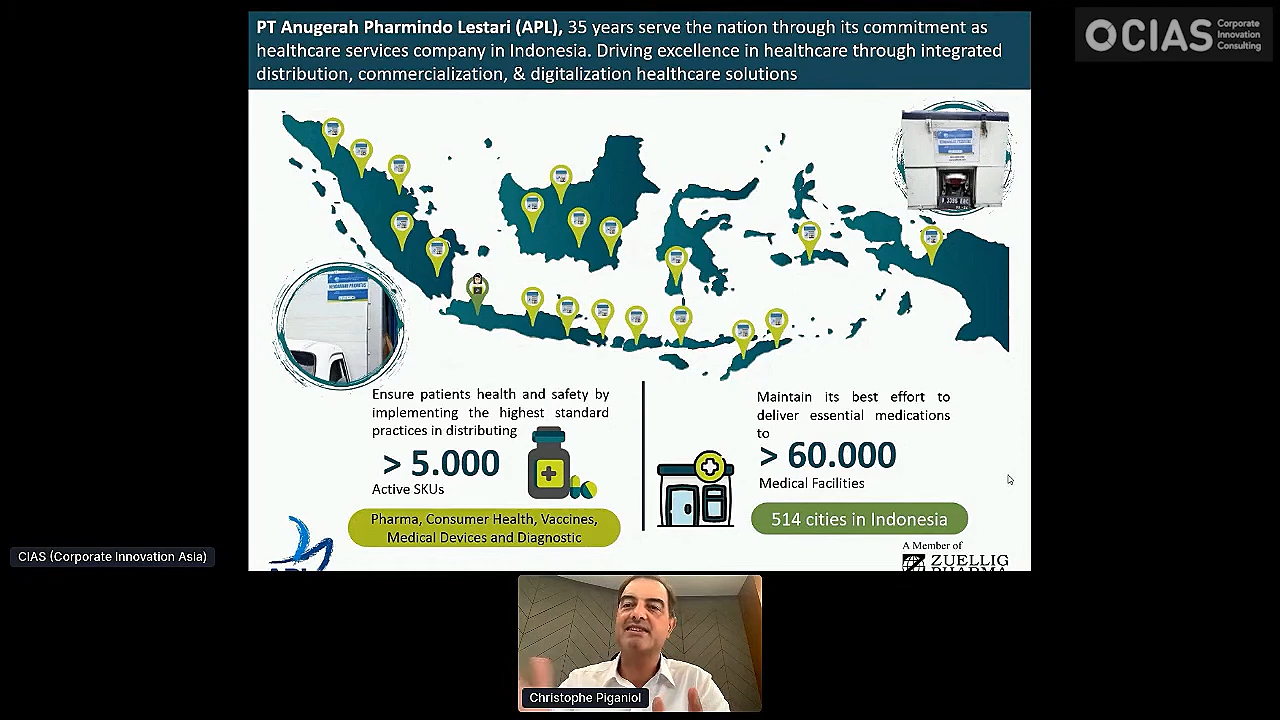 PT Anugerah Pharmindo Lestari (APL), 35 years serve the nation through its commitment as
healthcare services company in Indonesia. Driving excellence in healthcare through integrated
distribution, commercialization, & digitalization healthcare solutions
OCIAS Corporate
Innovation
Consulting
Ensure patients health and safety by
implementing the highest standard
practices in distributing
> 5.000
Active SKUs
Pharma, Consumer Health, Vaccines,
Medical Devices and Diagnostic
Maintain its best effort to
deliver essential medications
to
> 60.000
Medical Facilities
514 cities in Indonesia
A Member of
ZUELLIG
PHARMA
APL
CIAS (Corporate Innovation Asia)
Christophe Piganiol